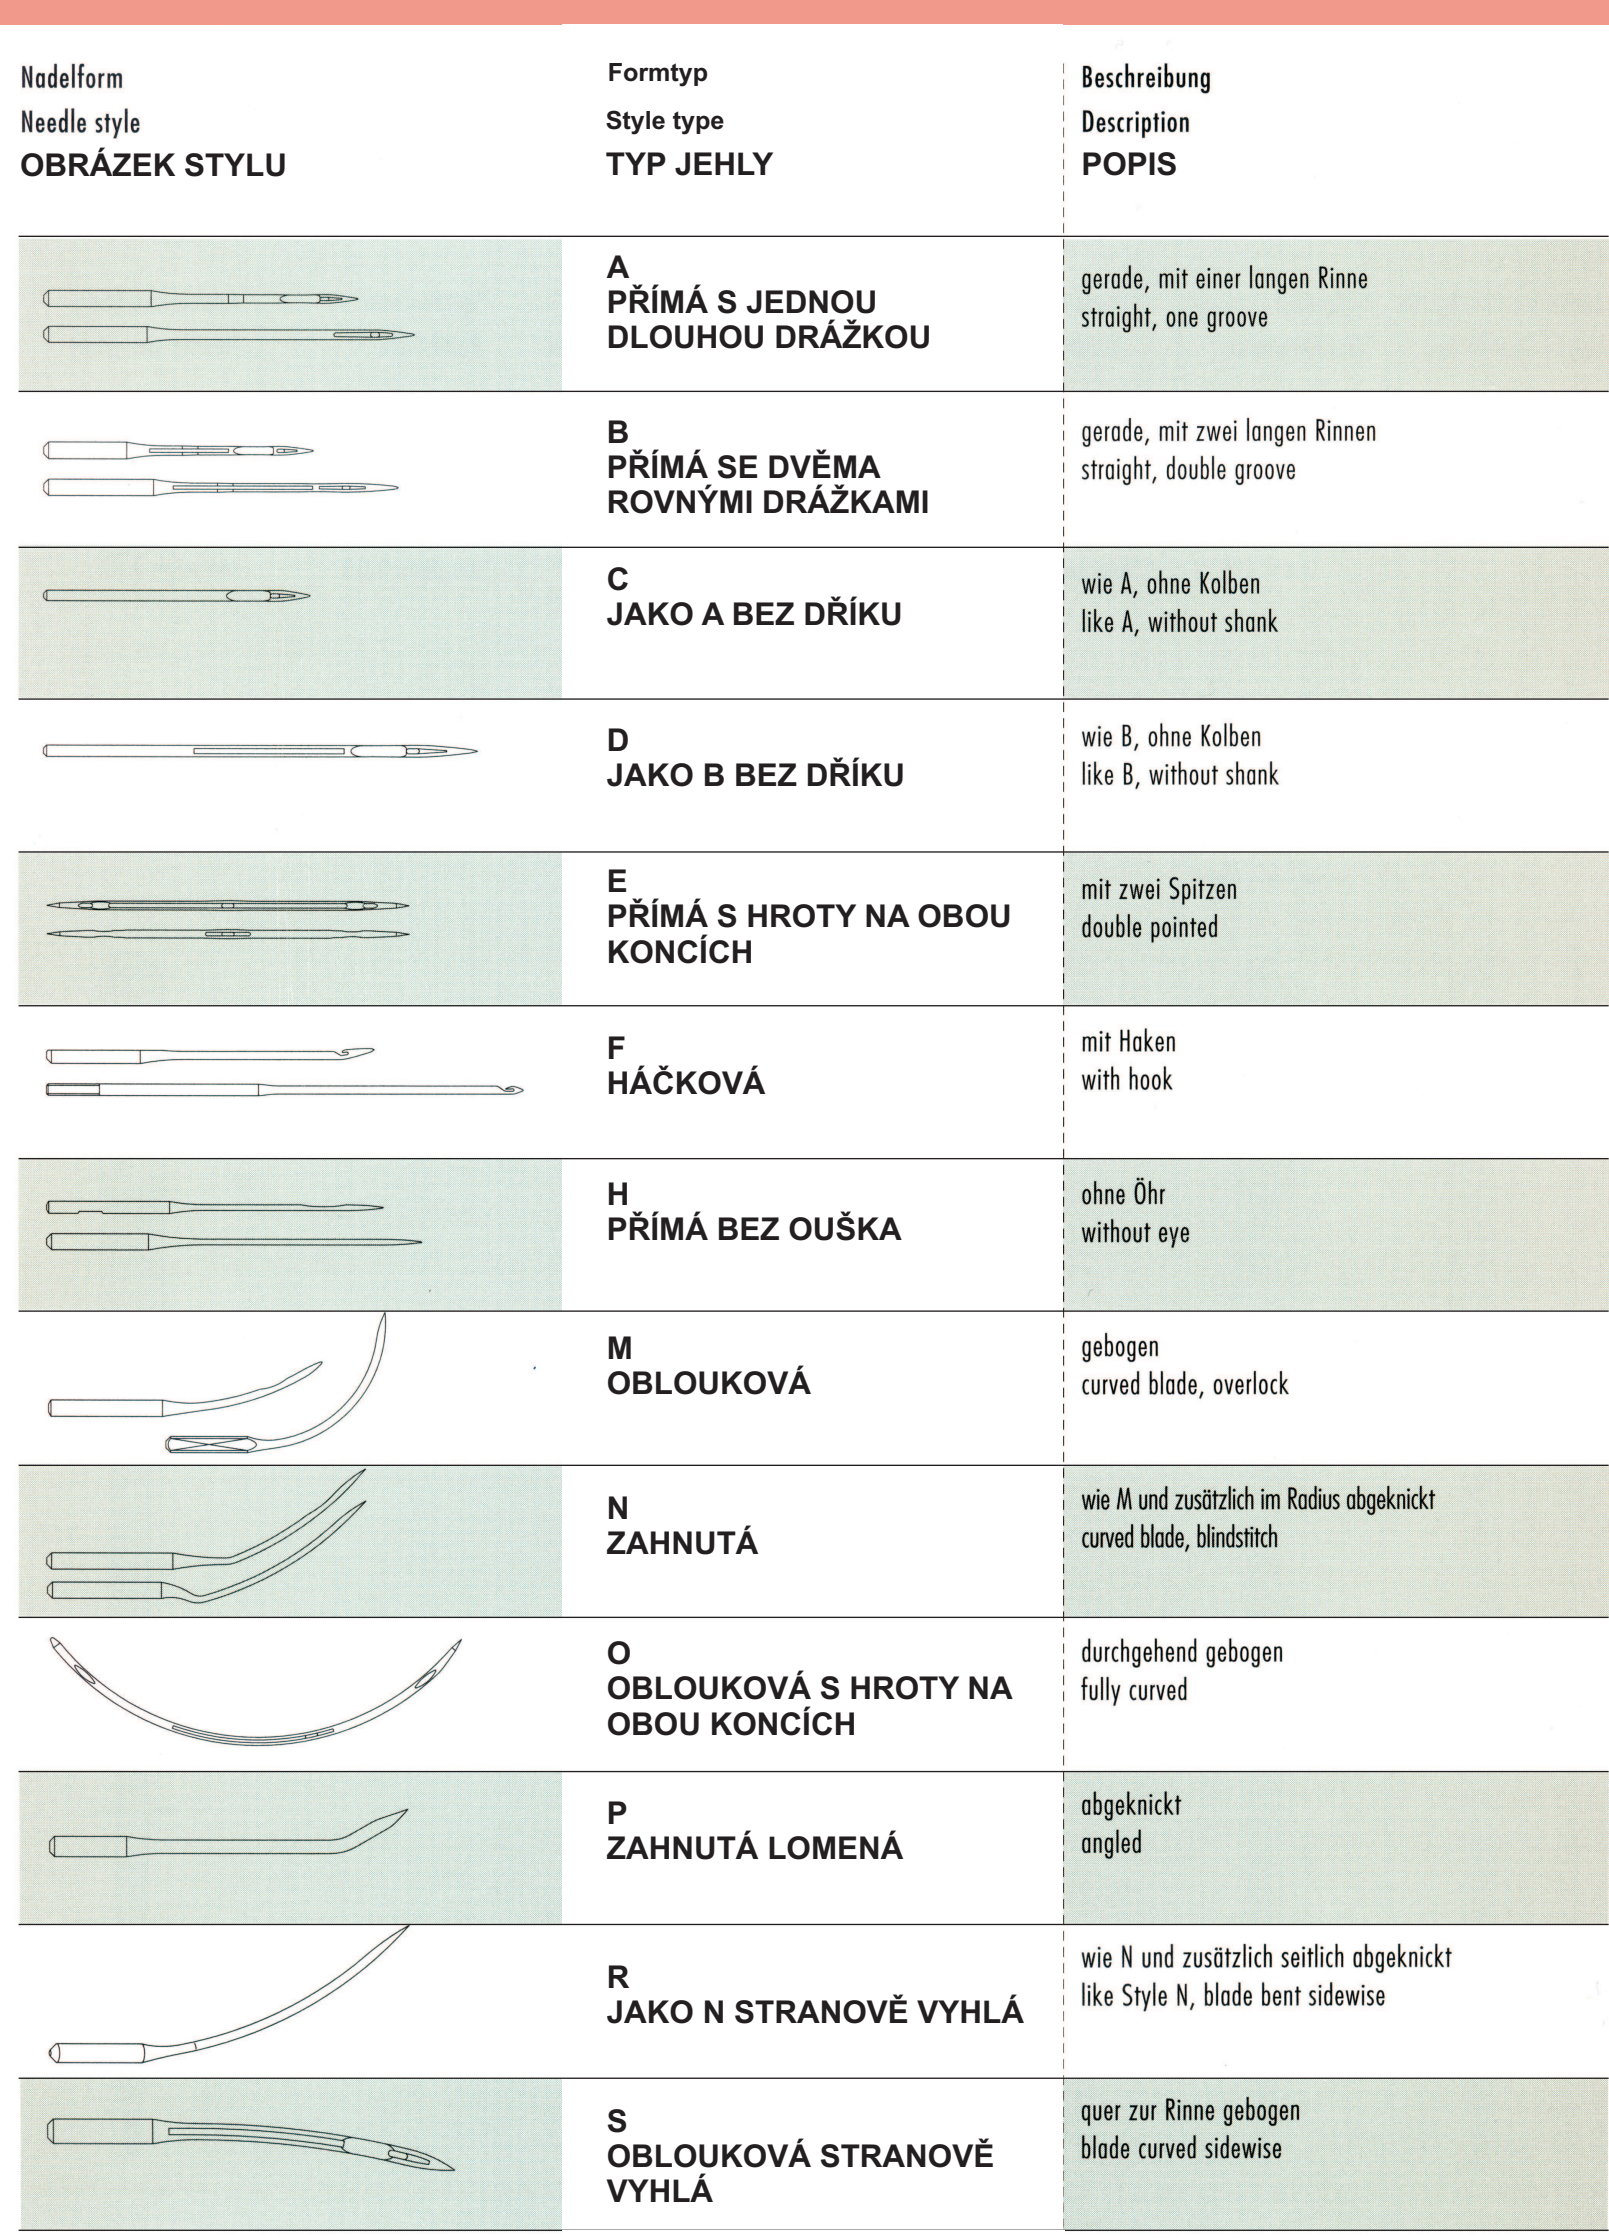 Nadelform
Needle style
OBRÁZEK STYLU
Formtyp
Style type
TYP JEHLY
Beschreibung
Description
POPIS
A
PŘÍMÁ S JEDNOU
DLOUHOU DRÁŽKOU
gerade, mit einer langen Rinne
straight, one groove
B
PŘÍMÁ SE DVĚMA
ROVNÝMI DRÁŽKAMI
gerade, mit zwei langen Rinnen
straight, double groove
C
JAKO A BEZ DŘÍKU
wie A, ohne Kolben
like A, without shank
D
JAKO B BEZ DŘÍKU
wie B, ohne Kolben
like B, without shank
E
PŘÍMÁ S HROTY NA OBOU
KONCÍCH
mit zwei Spitzen
double pointed
F
HÁČKOVÁ
mit Haken
with hook
H
PŘÍMÁ BEZ OUŠKA
ohne Öhr
without eye
M
OBLOUKOVÁ
gebogen
curved blade, overlock
N
ZAHNUTÁ
wie M und zusätzlich im Radius abgeknickt
curved blade, blindstitch
O
OBLOUKOVÁ S HROTY NA
OBOU KONCÍCH
durchgehend gebogen
fully curved
P
ZAHNUTÁ LOMENÁ
abgeknickt
angled
R
JAKO N STRANOVĚ VYHLÁ
wie N und zusätzlich seitlich abgeknickt
like Style N, blade bent sidewise
S
OBLOUKOVÁ STRANOVĚ
VYHLÁ
quer zur Rinne gebogen
blade curved sidewise